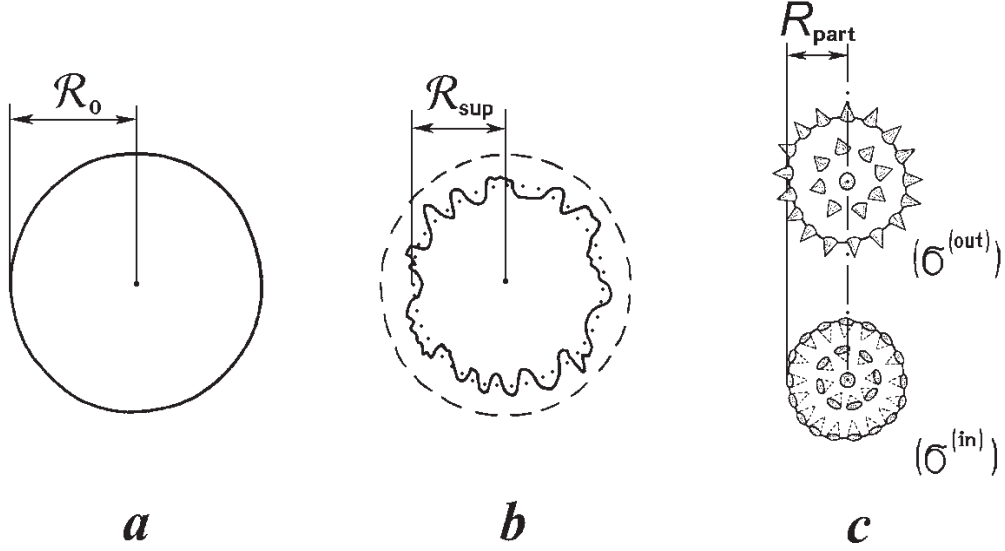 R₀
R_sup
R_part
(σ^(out))
(σ^(in))
a
b
c